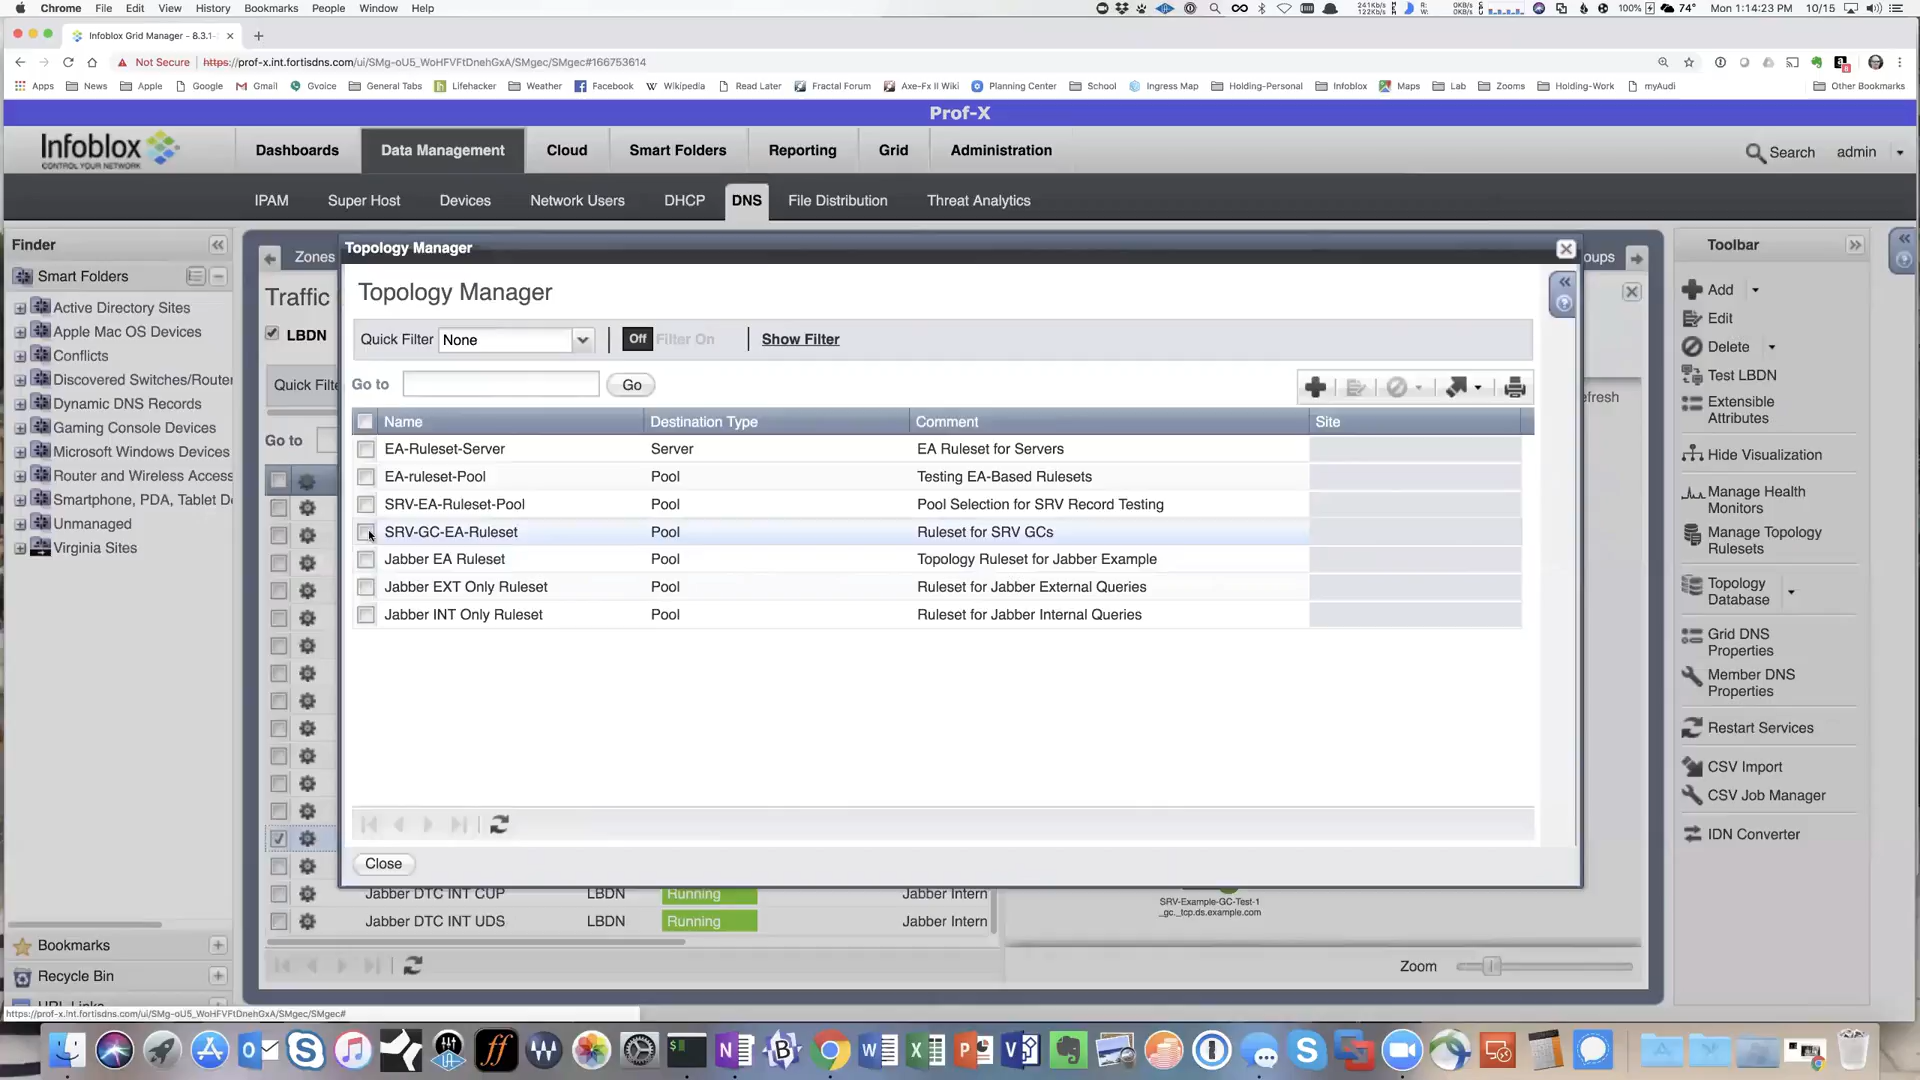 Chrome File Edit View History Bookmarks People Window Help
241Kb/s
122Kb/s
R:
W:
0KB/s
0KB/s
100% 74° Mon 1:14:23 PM 10/15
Infoblox Grid Manager - 8.3.1-
Not Secure https://prof-x.int.fortisdns.com/ui/SMg-oU5_WoHFVFtDnehGxA/SMgec/SMgec#166753614
Apps News Apple Google Gmail Gvoice General Tabs Lifehacker Weather Facebook Wikipedia Read Later Fractal Forum Axe-Fx II Wiki Planning Center School Ingress Map Holding-Personal Infoblox Maps Lab Zooms Holding-Work myAudi Other Bookmarks
Prof-X
Infoblox
CONTROL YOUR NETWORK
Dashboards Data Management Cloud Smart Folders Reporting Grid Administration
Search admin
IPAM Super Host Devices Network Users DHCP DNS File Distribution Threat Analytics
Finder
Smart Folders
Active Directory Sites
Apple Mac OS Devices
Conflicts
Discovered Switches/Router
Dynamic DNS Records
Gaming Console Devices
Microsoft Windows Devices
Router and Wireless Access
Smartphone, PDA, Tablet De
Unmanaged
Virginia Sites
Bookmarks
Recycle Bin
URL Links
Zones
oups
Traffic
LBDN
Quick Filte
efresh
Go to
Topology Manager
Topology Manager
Quick Filter None Off Filter On Show Filter
Go to Go
Name Destination Type Comment Site
EA-Ruleset-Server Server EA Ruleset for Servers
EA-ruleset-Pool Pool Testing EA-Based Rulesets
SRV-EA-Ruleset-Pool Pool Pool Selection for SRV Record Testing
SRV-GC-EA-Ruleset Pool Ruleset for SRV GCs
Jabber EA Ruleset Pool Topology Ruleset for Jabber Example
Jabber EXT Only Ruleset Pool Ruleset for Jabber External Queries
Jabber INT Only Ruleset Pool Ruleset for Jabber Internal Queries
Close
Jabber DTC INT CUP LBDN Running Jabber Intern
Jabber DTC INT UDS LBDN Running Jabber Intern
SRV-Example-GC-Test-1
_gc._tcp.ds.example.com
Zoom
Toolbar
Add
Edit
Delete
Test LBDN
Extensible
Attributes
Hide Visualization
Manage Health
Monitors
Manage Topology
Rulesets
Topology
Database
Grid DNS
Properties
Member DNS
Properties
Restart Services
CSV Import
CSV Job Manager
IDN Converter
https://prof-x.int.fortisdns.com/ui/SMg-oU5_WoHFVFtDnehGxA/SMgec/SMgec#